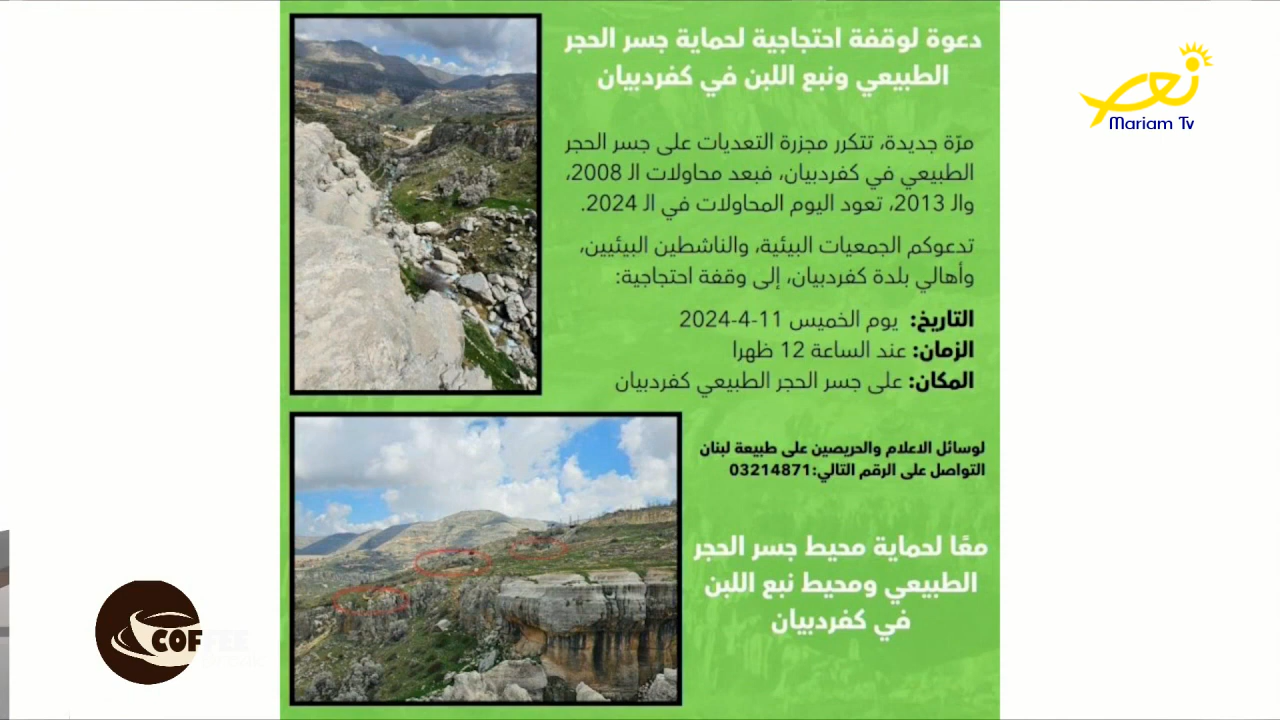 دعوة لوقفة احتجاجية لحماية جسر الحجر
الطبيعي ونبع اللبن في كفردبيان
مرّة جديدة، تتكرر مجزرة التعديات على جسر الحجر
الطبيعي في كفردبيان، فبعد محاولات الـ 2008،
والـ 2013، تعود اليوم المحاولات في الـ 2024.
تدعوكم الجمعيات البيئية، والناشطين البيئيين،
وأهالي بلدة كفردبيان، إلى وقفة احتجاجية:
التاريخ: يوم الخميس 11-4-2024
الزمان: عند الساعة 12 ظهرا
المكان: على جسر الحجر الطبيعي كفردبيان
لوسائل الاعلام والحريصين على طبيعة لبنان
التواصل على الرقم التالي:03214871
معًا لحماية محيط جسر الحجر
الطبيعي ومحيط نبع اللبن
في كفردبيان
Mariam Tv
COFFEE